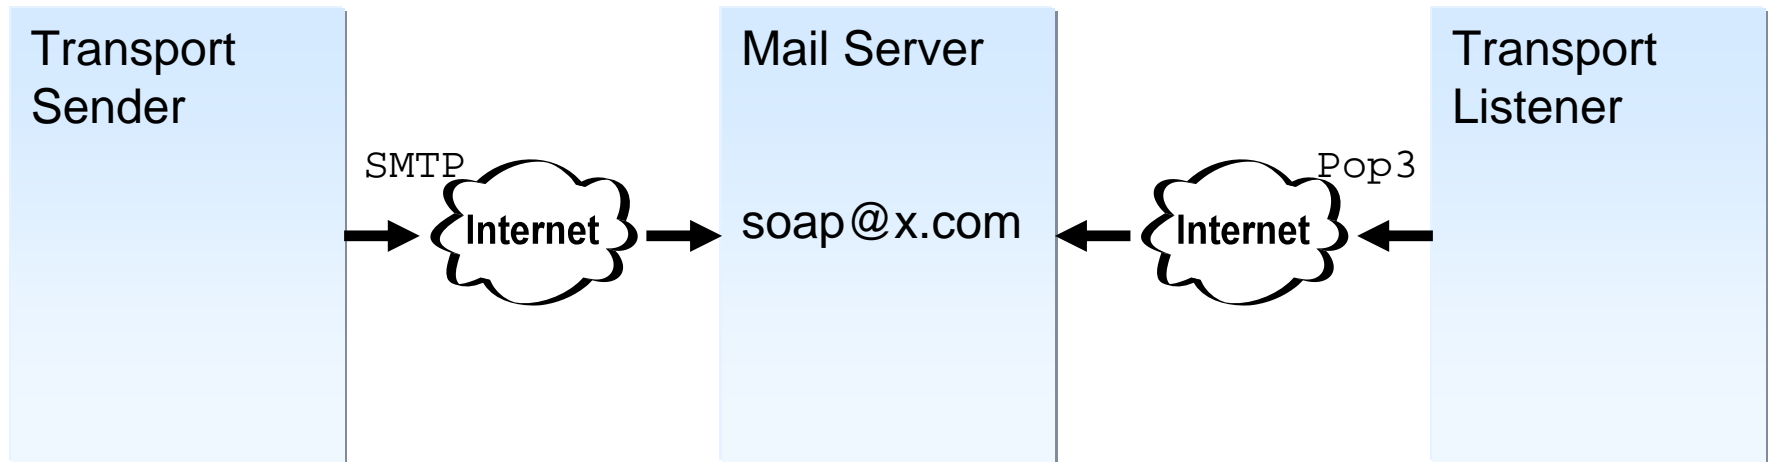 Transport
Sender
SMTP
Internet
Mail Server
soap@x.com
Internet
Pop3
Transport
Listener